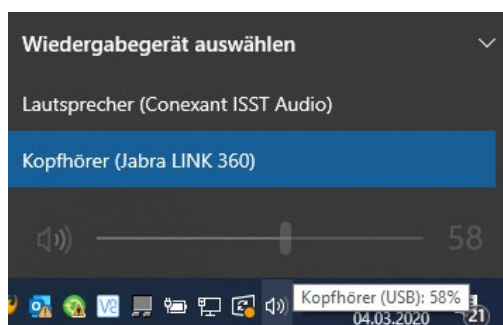 Wiedergabegerät auswählen
Lautsprecher (Conexant ISST Audio)
Kopfhörer (Jabra LINK 360)
58
Kopfhörer (USB): 58%
04.03.2020
21